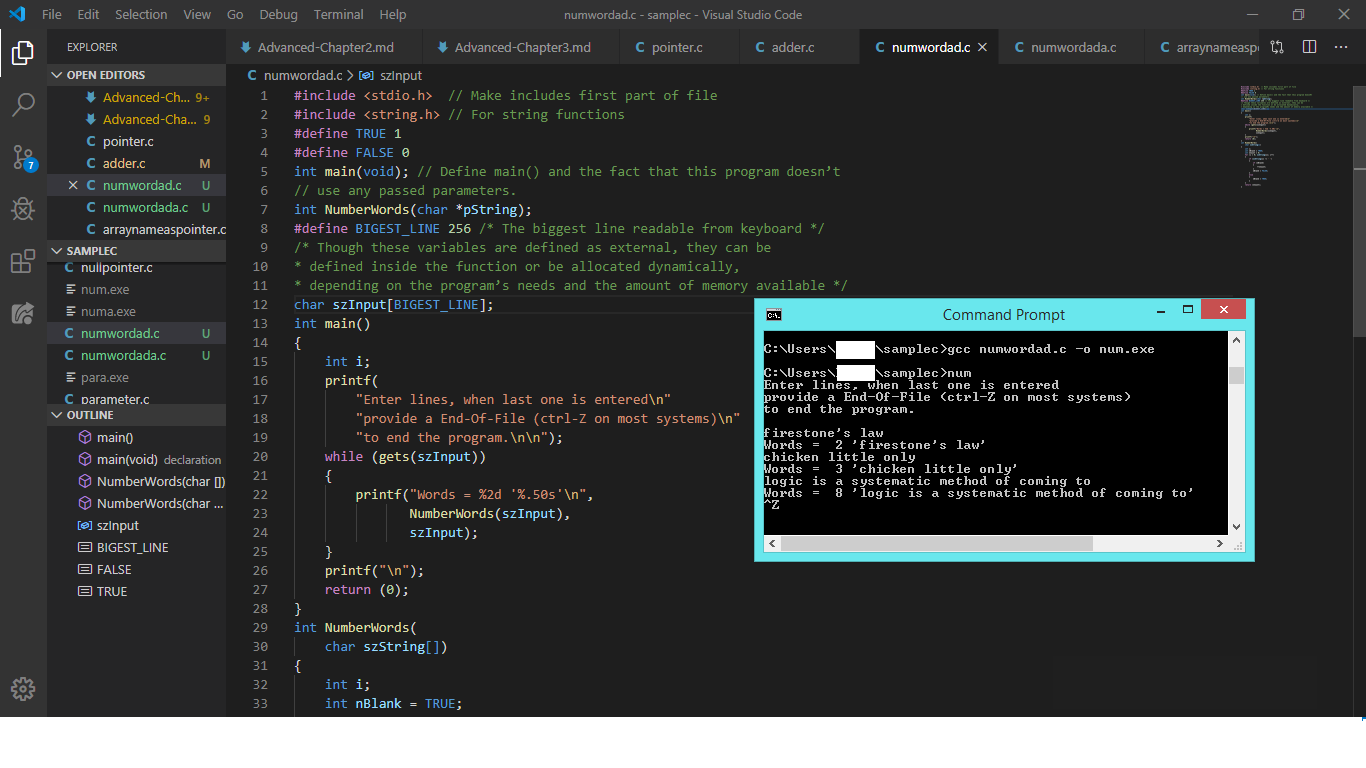 File Edit Selection View Go Debug Terminal Help numwordad.c - samplec - Visual Studio Code
EXPLORER
OPEN EDITORS
Advanced-Ch... 9+
Advanced-Cha... 9
pointer.c
adder.c M
numwordad.c U
numwordada.c U
arraynameaspointer.c
SAMPLEC
nullpointer.c
num.exe
numa.exe
numwordad.c U
numwordada.c U
para.exe
parameter.c
OUTLINE
main()
main(void) declaration
NumberWords(char [])
NumberWords(char ...
szInput
BIGEST_LINE
FALSE
TRUE
7
Advanced-Chapter2.md Advanced-Chapter3.md C pointer.c C adder.c C numwordad.c C numwordada.c C arraynameaspo
C numwordad.c > szInput
1 #include <stdio.h> // Make includes first part of file
2 #include <string.h> // For string functions
3 #define TRUE 1
4 #define FALSE 0
5 int main(void); // Define main() and the fact that this program doesn’t
6 // use any passed parameters.
7 int NumberWords(char *pString);
8 #define BIGEST_LINE 256 /* The biggest line readable from keyboard */
9 /* Though these variables are defined as external, they can be
10 * defined inside the function or be allocated dynamically,
11 * depending on the program’s needs and the amount of memory available */
12 char szInput[BIGEST_LINE];
13 int main()
14 {
15 int i;
16 printf(
17 "Enter lines, when last one is entered\n"
18 "provide a End-Of-File (ctrl-Z on most systems)\n"
19 "to end the program.\n\n");
20 while (gets(szInput))
21 {
22 printf("Words = %2d '%.50s'\n",
23 NumberWords(szInput),
24 szInput);
25 }
26 printf("\n");
27 return (0);
28 }
29 int NumberWords(
30 char szString[])
31 {
32 int i;
33 int nBlank = TRUE;
Command Prompt
C:\Users\ \samplec>gcc numwordad.c -o num.exe
C:\Users\ \samplec>num
Enter lines, when last one is entered
provide a End-Of-File (ctrl-Z on most systems)
to end the program.
firestone's law
Words = 2 'firestone's law'
chicken little only
Words = 3 'chicken little only'
logic is a systematic method of coming to
Words = 8 'logic is a systematic method of coming to'
^Z